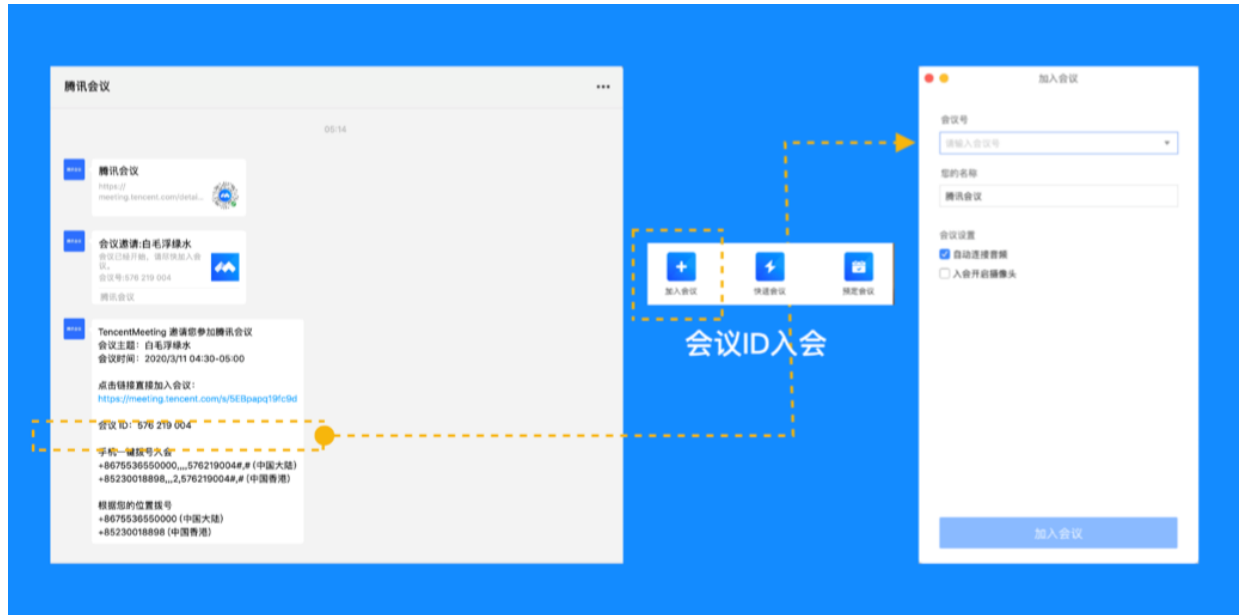 腾讯会议
•••
05:14
腾讯会议
https://
meeting.tencent.com/detai...
会议邀请:白毛浮绿水
会议已经开始，请尽快加入会
议。
会议号:576 219 004
腾讯会议
TencentMeeting 邀请您参加腾讯会议
会议主题：白毛浮绿水
会议时间：2020/3/11 04:30-05:00
点击链接直接加入会议：
https://meeting.tencent.com/s/5EBpapq19fc9d
会议 ID：576 219 004
手机一键拨号入会
+8675536550000,,,,576219004#,# (中国大陆)
+85230018898,,,2,576219004#,# (中国香港)
根据您的位置拨号
+8675536550000 (中国大陆)
+85230018898 (中国香港)
加入会议
快速会议
预定会议
会议ID入会
加入会议
会议号
请输入会议号
您的名称
腾讯会议
会议设置
自动连接音频
入会开启摄像头
加入会议